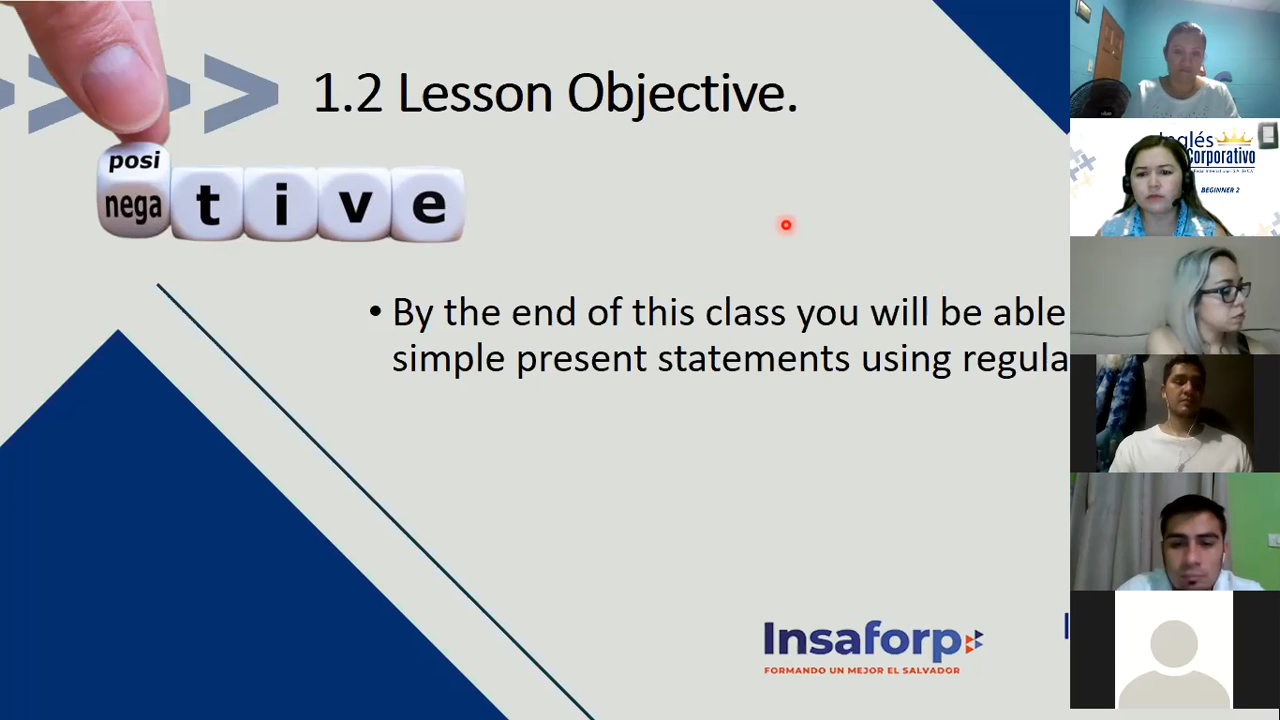 1.2 Lesson Objective.
posi
nega
t i v e
• By the end of this class you will be able
simple present statements using regula
Insaforp
FORMANDO UN MEJOR EL SALVADOR
Inglés
Corporativo
BEGINNER 2